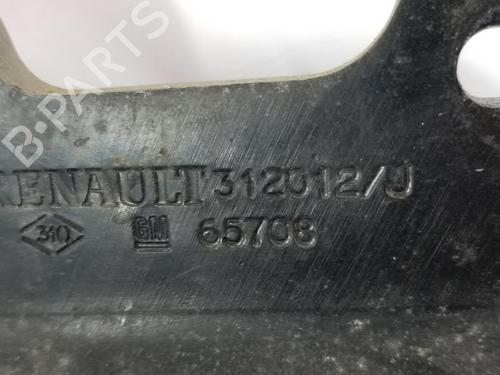 B-PARTS
RENAULT 312012/J
310 GM 65708